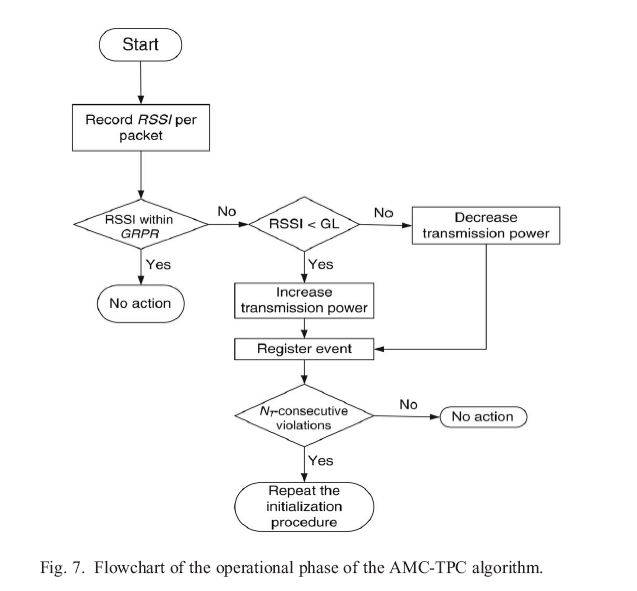 Start
Record RSSI per
packet
RSSI within
GRPR
No
RSSI < GL
No
Decrease
transmission power
Yes
Yes
No action
Increase
transmission power
Register event
NT-consecutive
violations
No
No action
Yes
Repeat the
initialization
procedure
Fig. 7. Flowchart of the operational phase of the AMC-TPC algorithm.